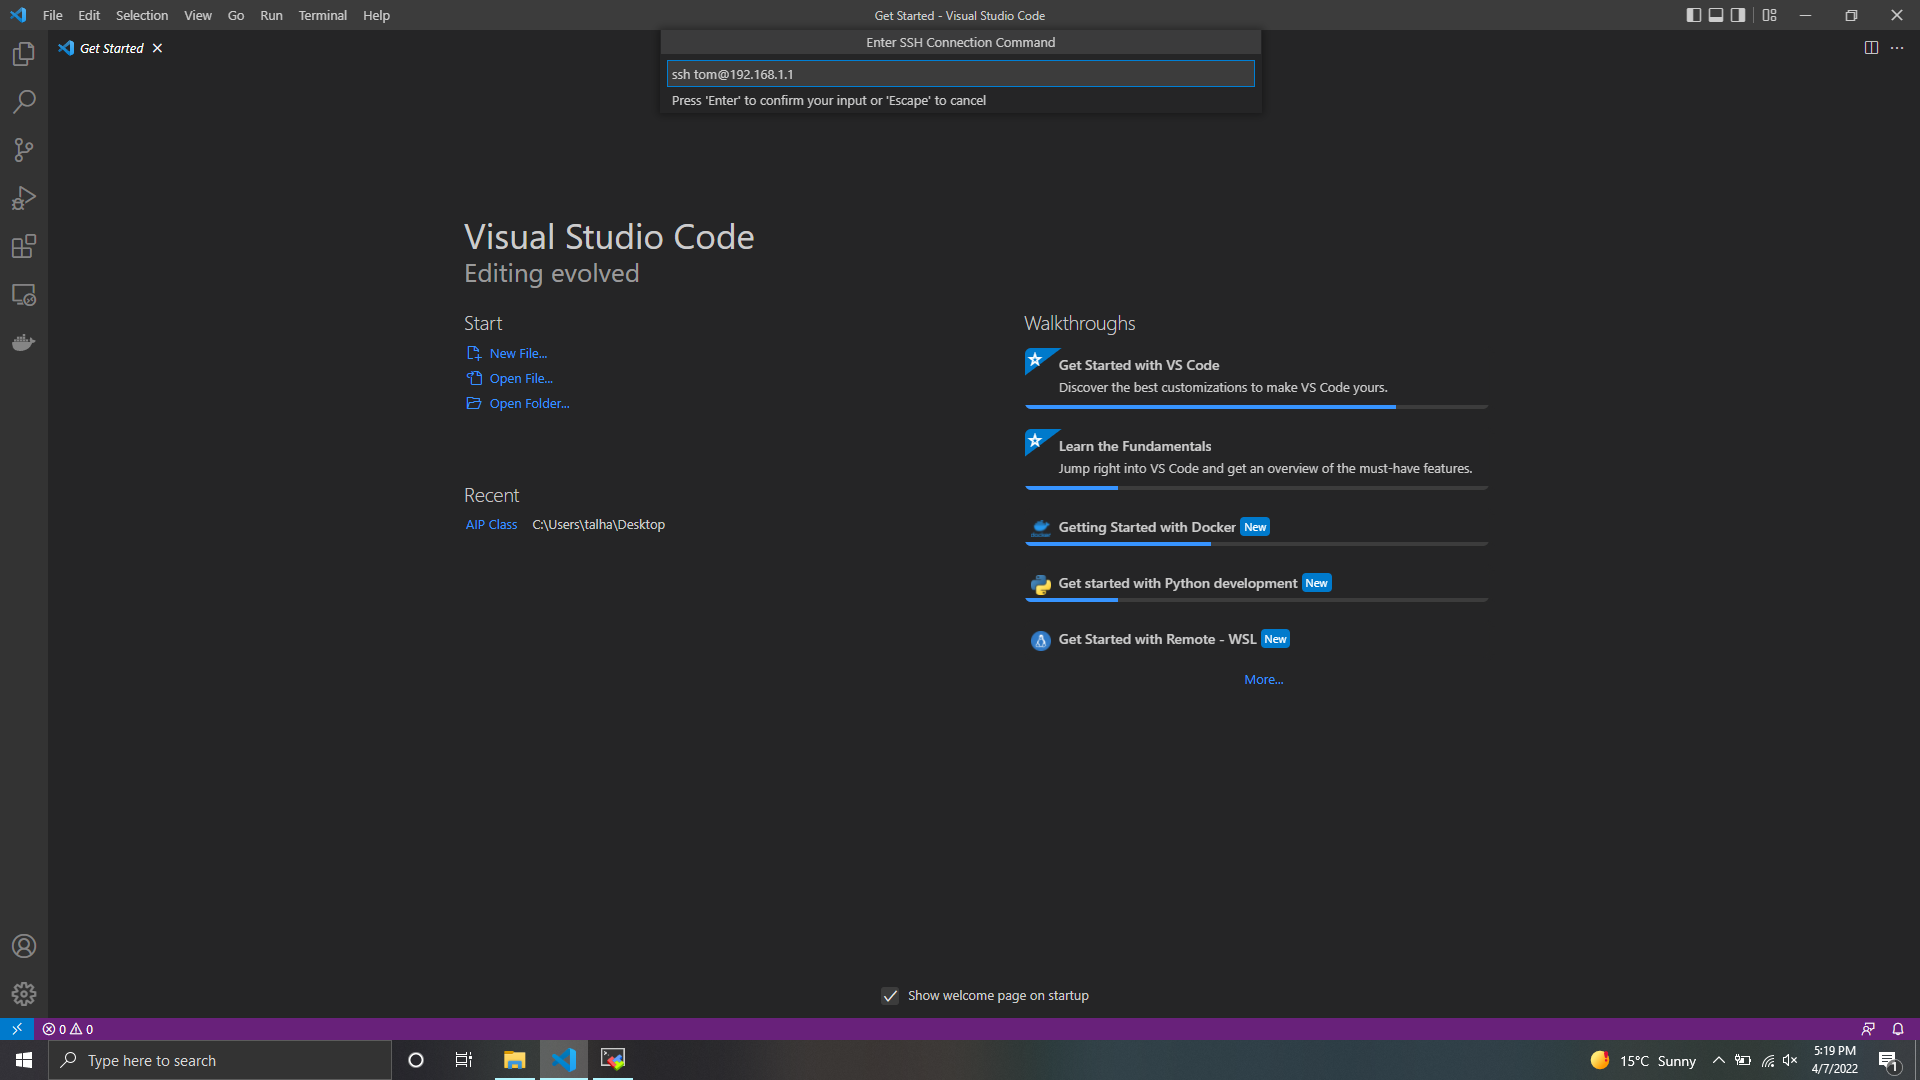 File Edit Selection View Go Run Terminal Help
Get Started - Visual Studio Code
Get Started
Enter SSH Connection Command
ssh tom@192.168.1.1
Press 'Enter' to confirm your input or 'Escape' to cancel
Visual Studio Code
Editing evolved
Start
New File...
Open File...
Open Folder...
Recent
AIP Class C:\Users\talha\Desktop
Walkthroughs
Get Started with VS Code
Discover the best customizations to make VS Code yours.
Learn the Fundamentals
Jump right into VS Code and get an overview of the must-have features.
Getting Started with Docker New
Get started with Python development New
Get Started with Remote - WSL New
More...
Show welcome page on startup
0 0
Type here to search
15°C Sunny
5:19 PM
4/7/2022
1